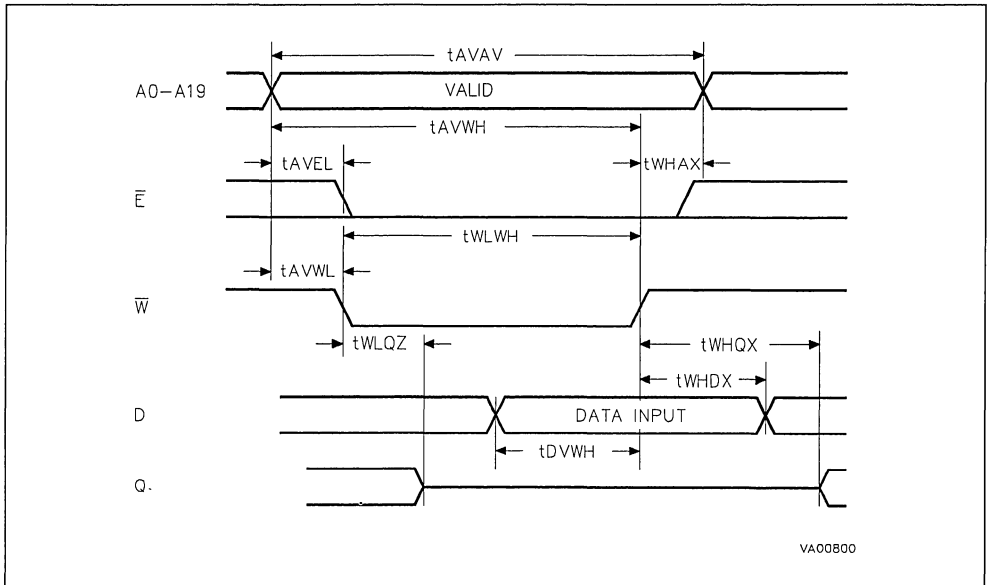 tAVAV
A0-A19 VALID
tAVWH
tAVEL tWHAX
E̅
tWLWH
tAVWL
W̅
tWLQZ tWHQX
tWHDX
D DATA INPUT
tDVWH
Q.
VA00800